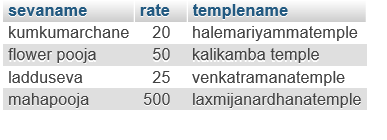 sevaname rate templename
kumkumarchane 20 halemariyammatemple
flower pooja 50 kalikamba temple
ladduseva 25 venkatramanatemple
mahapooja 500 laxmijanardhanatemple